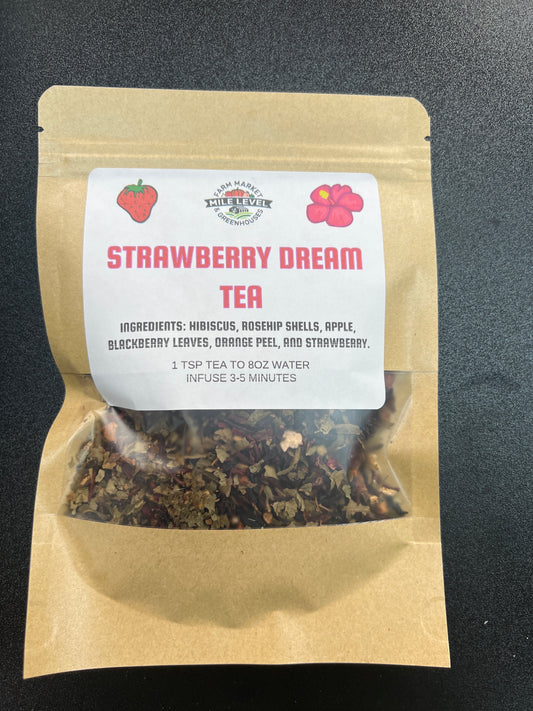 FARM MARKET
MILE LEVEL
& GREENHOUSES
STRAWBERRY DREAM
TEA
INGREDIENTS: HIBISCUS, ROSEHIP SHELLS, APPLE,
BLACKBERRY LEAVES, ORANGE PEEL, AND STRAWBERRY.
1 TSP TEA TO 8OZ WATER
INFUSE 3-5 MINUTES